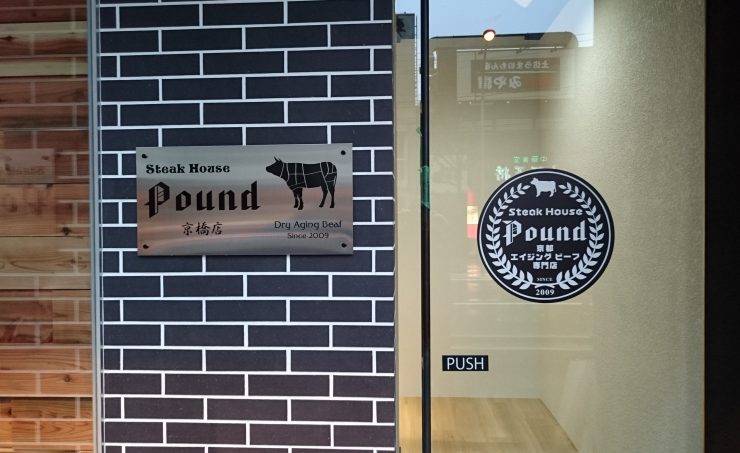 Steak House
Pound
京橋店
Dry Aging Beaf
Since 2009
Steak House
Pound
京都
エイジング ビーフ
専門店
SINCE
2009
PUSH